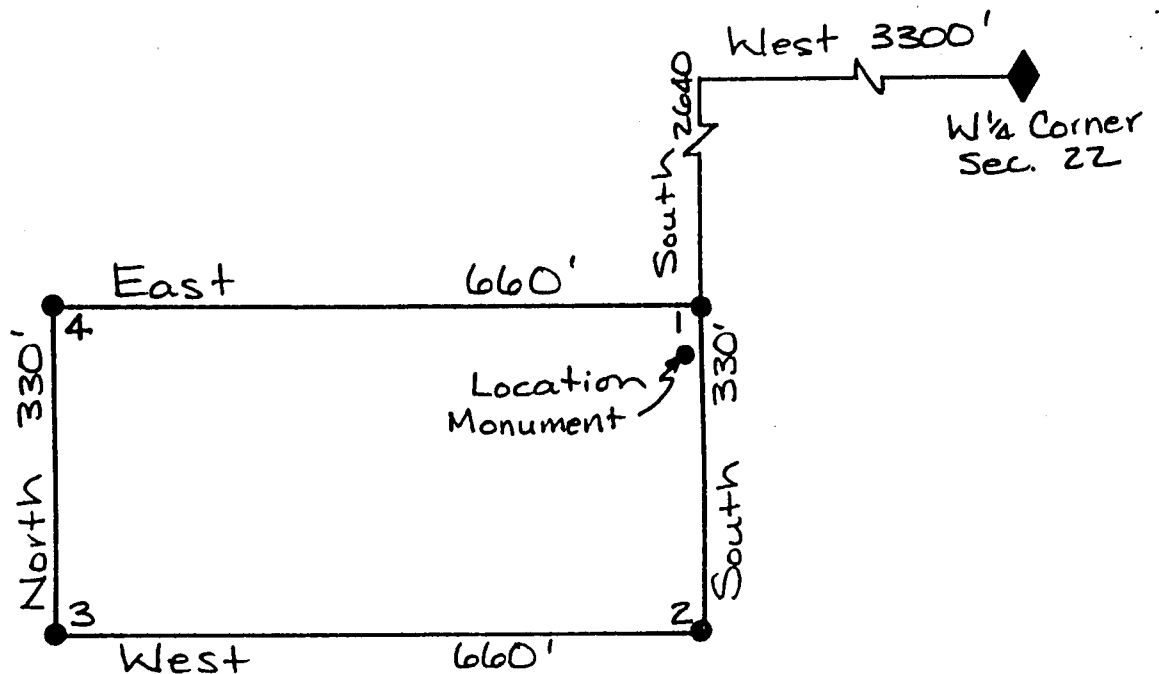 West 3300'
W 1/4 Corner
Sec. 22
South 2640
East 660'
4
1
North 330'
330'
Location
Monument
South
3
2
West 660'